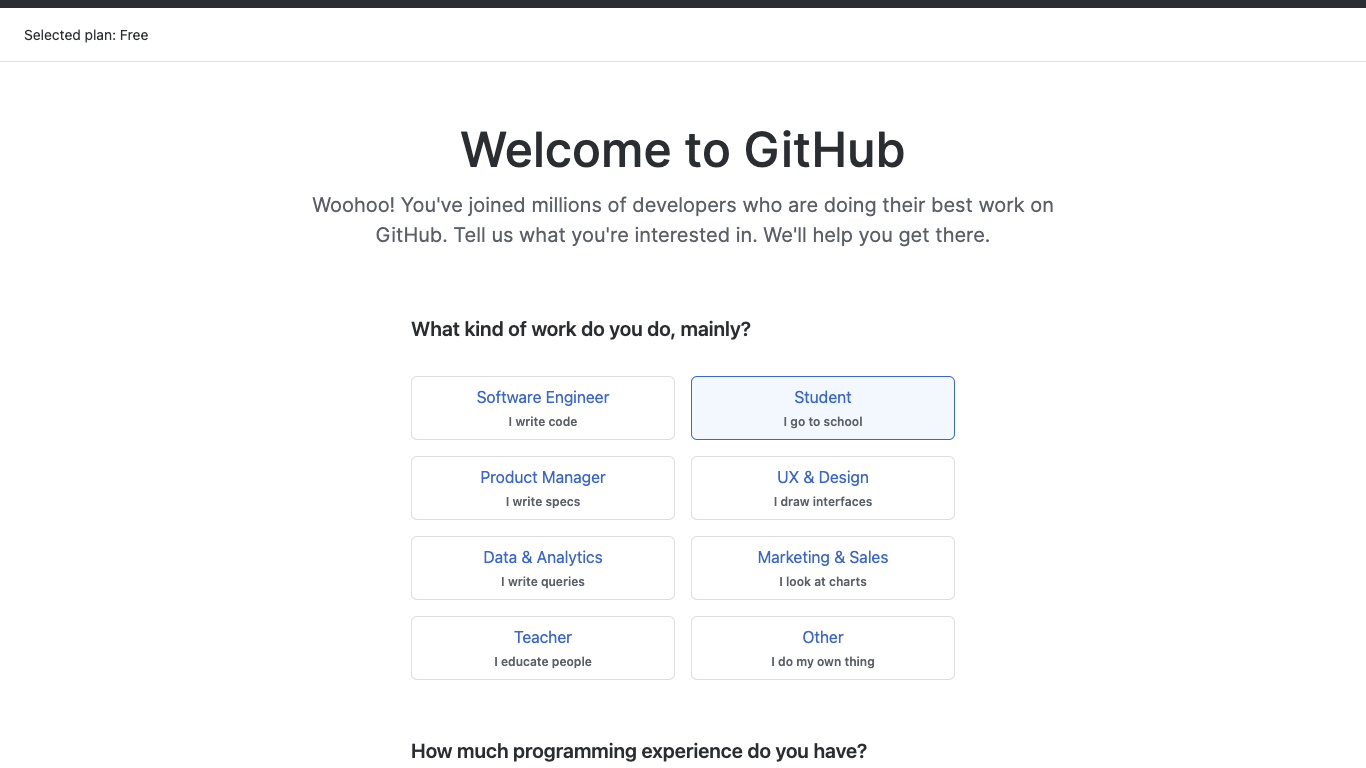 Selected plan: Free
Welcome to GitHub
Woohoo! You've joined millions of developers who are doing their best work on
GitHub. Tell us what you're interested in. We'll help you get there.
What kind of work do you do, mainly?
Software Engineer
I write code
Student
I go to school
Product Manager
I write specs
UX & Design
I draw interfaces
Data & Analytics
I write queries
Marketing & Sales
I look at charts
Teacher
I educate people
Other
I do my own thing
How much programming experience do you have?